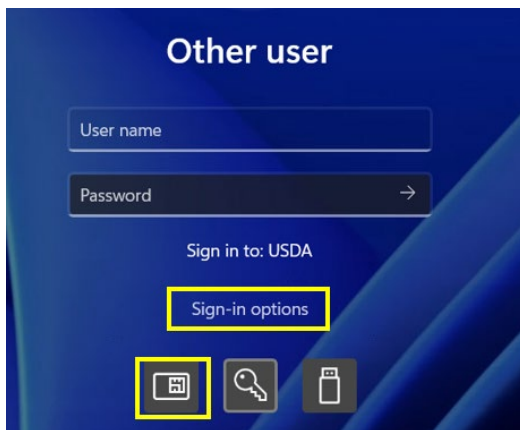 Other user
User name
Password
Sign in to: USDA
Sign-in options